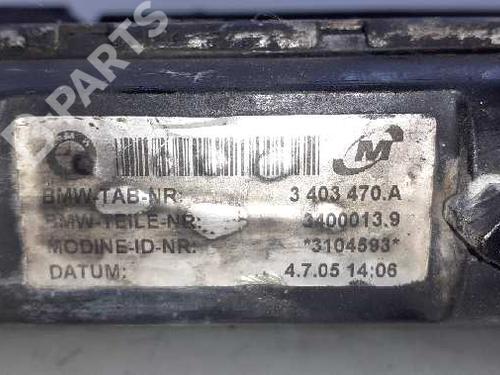 B-PARTS
BMW
M
BMW-TAB-NR: 3 403 470.A
BMW-TEILE-NR: 3400013.9
MODINE-ID-NR: *3104593*
DATUM: 4.7.05 14:06